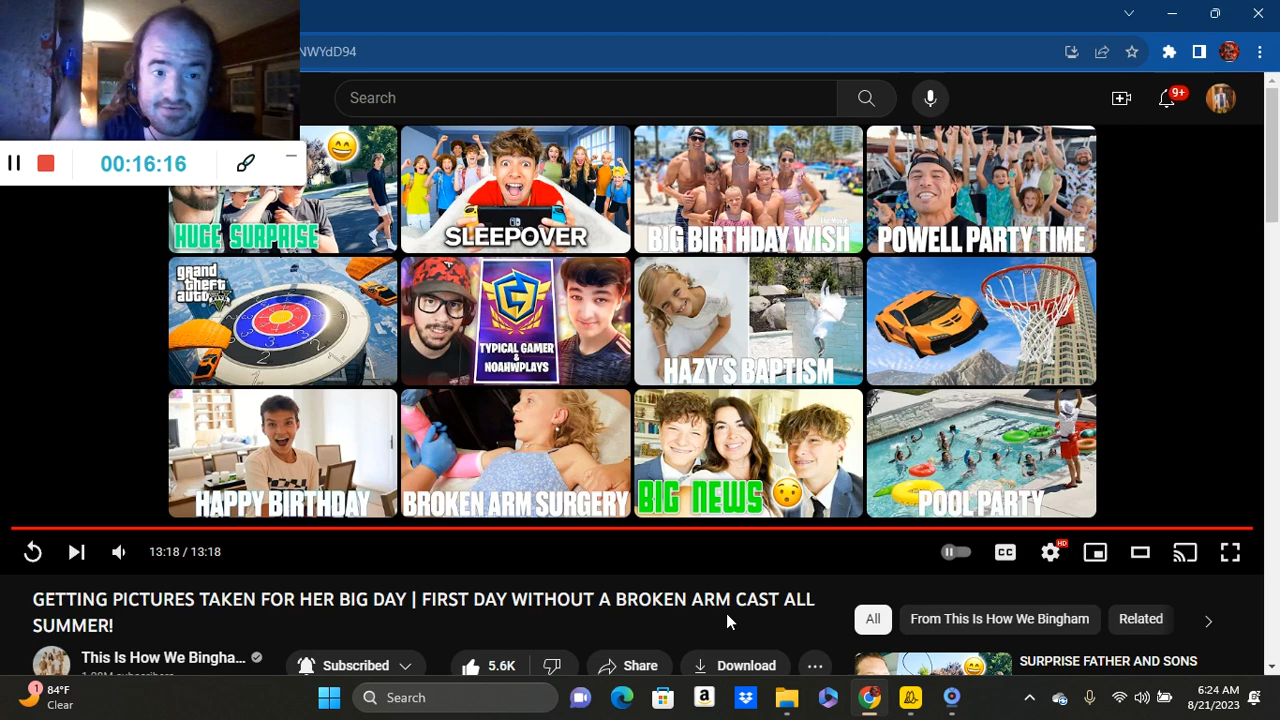 NWYdD94
Search
9+
00:16:16
HUGE SURPRISE
SLEEPOVER
BIG BIRTHDAY WISH
POWELL PARTY TIME
grand
theft
auto V
TYPICAL GAMER
&
NOAHWPLAYS
HAZY'S BAPTISM
HAPPY BIRTHDAY
BROKEN ARM SURGERY
BIG NEWS
POOL PARTY
13:18 / 13:18
CC
HD
GETTING PICTURES TAKEN FOR HER BIG DAY | FIRST DAY WITHOUT A BROKEN ARM CAST ALL
SUMMER!
All
From This Is How We Bingham
Related
This Is How We Bingha...
Subscribed
5.6K
Share
Download
SURPRISE FATHER AND SONS
1
84°F
Clear
Search
6:24 AM
8/21/2023